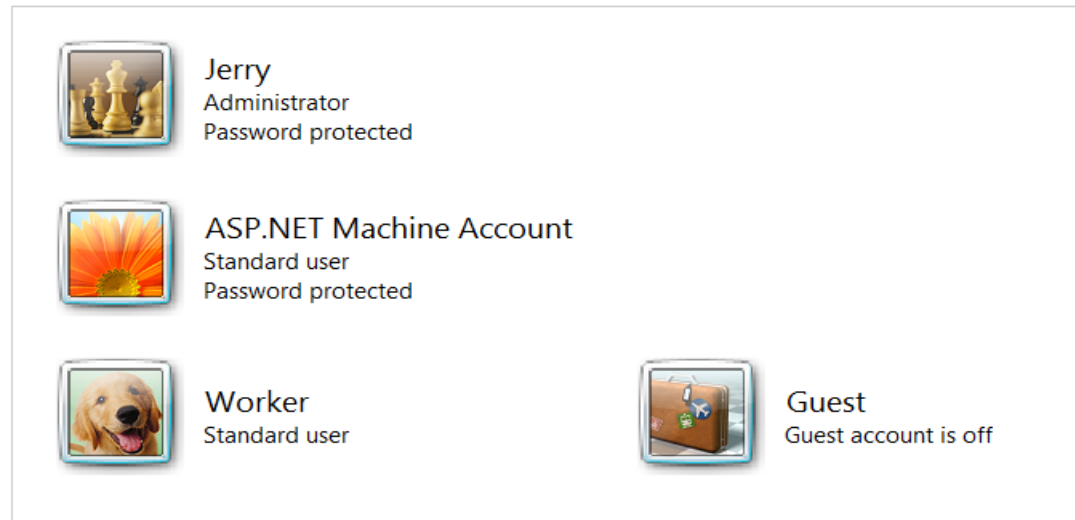 Jerry
Administrator
Password protected
ASP.NET Machine Account
Standard user
Password protected
Worker
Standard user
Guest
Guest account is off